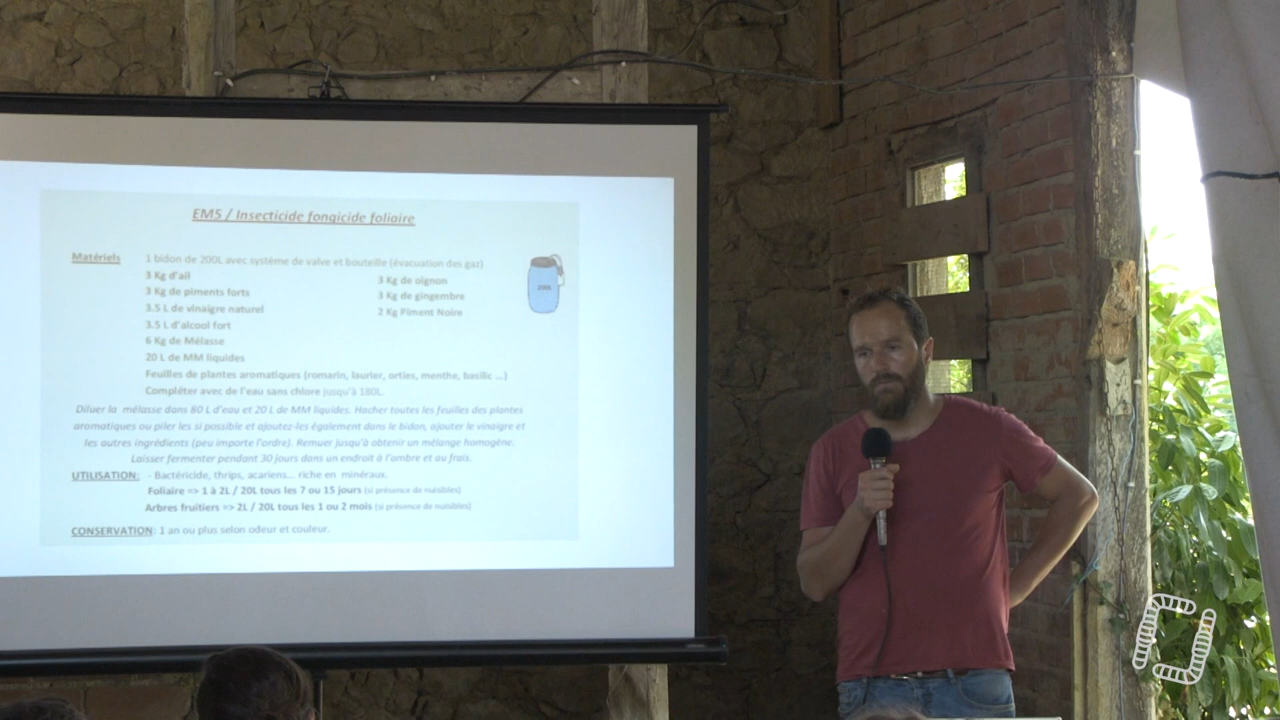 EM5 / Insecticide fongicide foliaire
Matériels 1 bidon de 200L avec système de valve et bouteille (évacuation des gaz)
3 Kg d'ail 3 Kg de oignon
3 Kg de piments forts 3 Kg de gingembre
3.5 L de vinaigre naturel 2 Kg Piment Noire
3.5 L d'alcool fort
6 Kg de Mélasse
20 L de MM liquides
Feuilles de plantes aromatiques (romarin, laurier, orties, menthe, basilic ...)
Compléter avec de l'eau sans chlore jusqu'à 180L.
200L
Diluer la mélasse dans 80 L d'eau et 20 L de MM liquides. Hacher toutes les feuilles des plantes
aromatiques ou piler les si possible et ajoutez-les également dans le bidon, ajouter le vinaigre et
les autres ingrédients (peu importe l'ordre). Remuer jusqu'à obtenir un mélange homogène.
Laisser fermenter pendant 30 jours dans un endroit à l'ombre et au frais.
UTILISATION: - Bactéricide, thrips, acariens... riche en minéraux.
Foliaire => 1 à 2L / 20L tous les 7 ou 15 jours (si présence de nuisibles)
Arbres fruitiers => 2L / 20L tous les 1 ou 2 mois (si présence de nuisibles)
CONSERVATION: 1 an ou plus selon odeur et couleur.